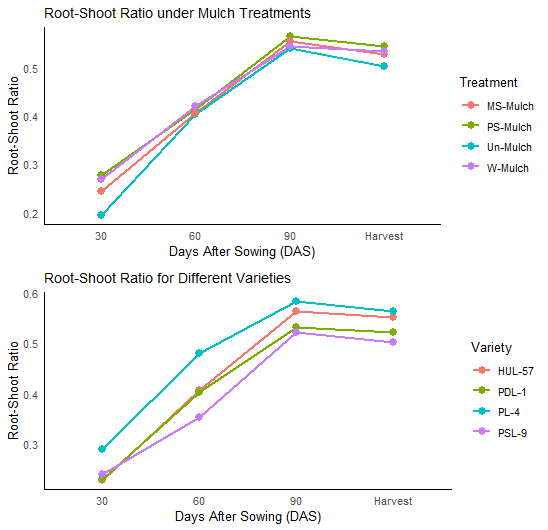 Root-Shoot Ratio under Mulch Treatments
Root-Shoot Ratio
0.5
0.4
0.3
0.2
30 60 90 Harvest
Days After Sowing (DAS)
Treatment
MS-Mulch
PS-Mulch
Un-Mulch
W-Mulch
Root-Shoot Ratio for Different Varieties
Root-Shoot Ratio
0.6
0.5
0.4
0.3
30 60 90 Harvest
Days After Sowing (DAS)
Variety
HUL-57
PDL-1
PL-4
PSL-9